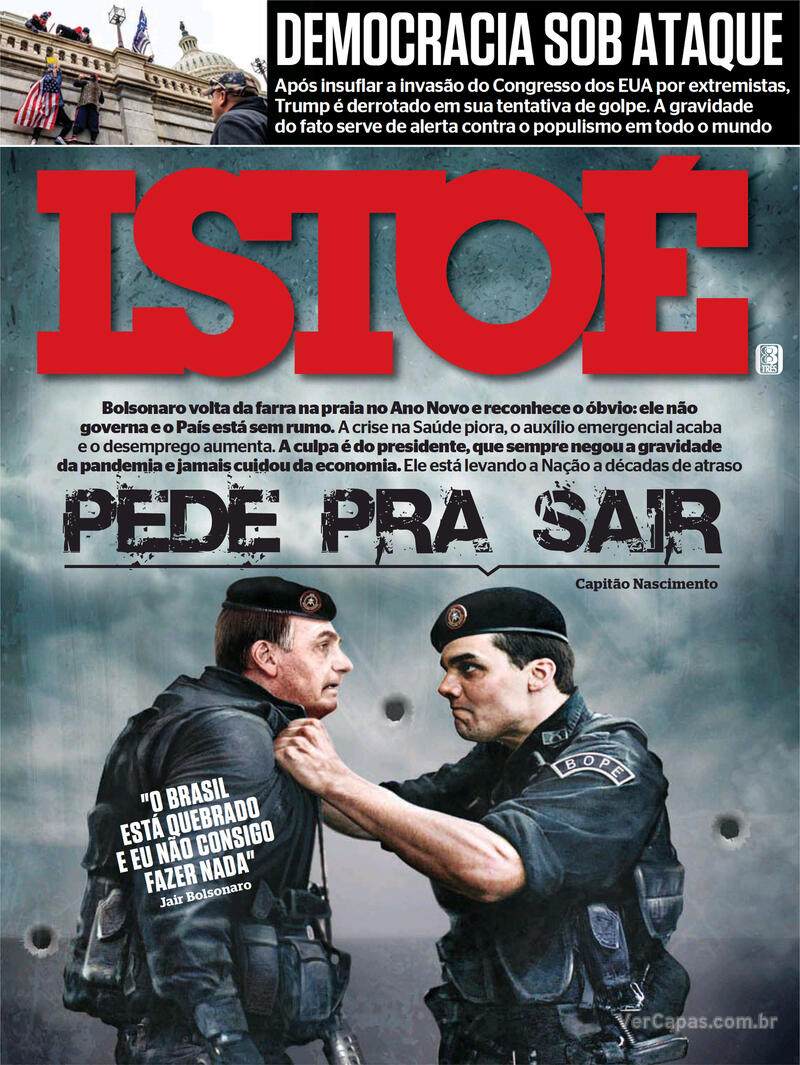 DEMOCRACIA SOB ATAQUE
Após insuflar a invasão do Congresso dos EUA por extremistas,
Trump é derrotado em sua tentativa de golpe. A gravidade
do fato serve de alerta contra o populismo em todo o mundo
ISTOÉ
3
TRÊS
Bolsonaro volta da farra na praia no Ano Novo e reconhece o óbvio: ele não
governa e o País está sem rumo. A crise na Saúde piora, o auxílio emergencial acaba
e o desemprego aumenta. A culpa é do presidente, que sempre negou a gravidade
da pandemia e jamais cuidou da economia. Ele está levando a Nação a décadas de atraso
PEDE PRA SAIR
Capitão Nascimento
BOPE
"O BRASIL
ESTÁ QUEBRADO
E EU NÃO CONSIGO
FAZER NADA"
Jair Bolsonaro
VerCapas.com.br